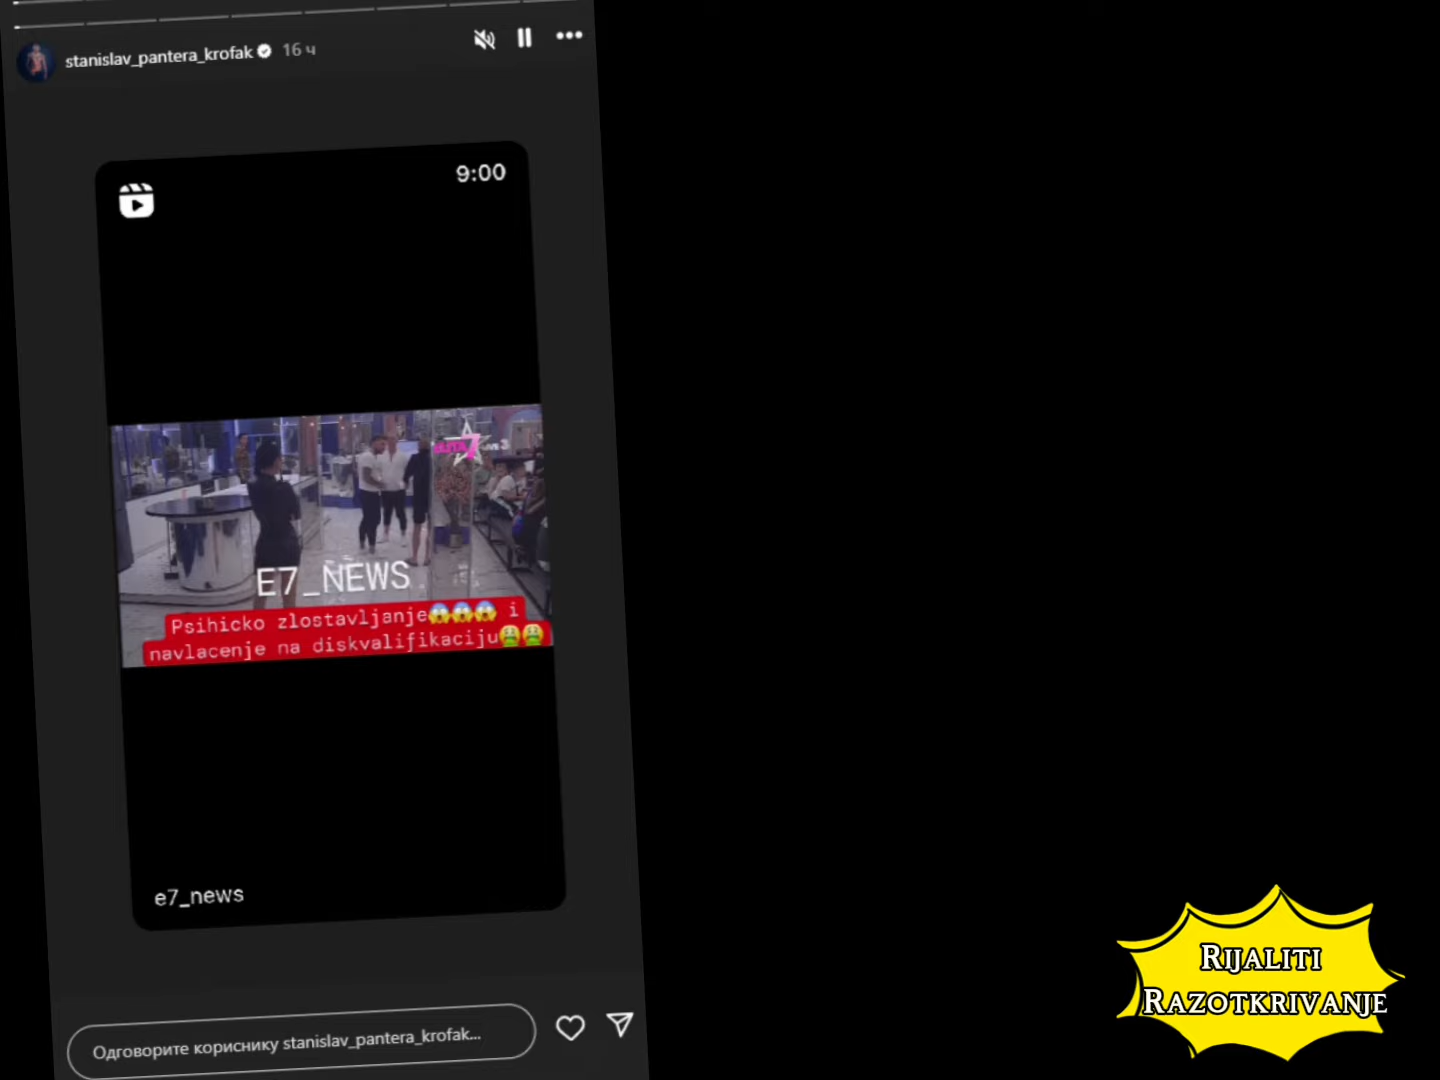 stanislav_pantera_krofak 16 ч
9:00
E7_NEWS
Psihicko zlostavljanje😱😱😱 i
navlacenje na diskvalifikaciju🤮🤮
e7_news
Одговорите кориснику stanislav_pantera_krofak...
RIJALITI
RAZOTKRIVANJE